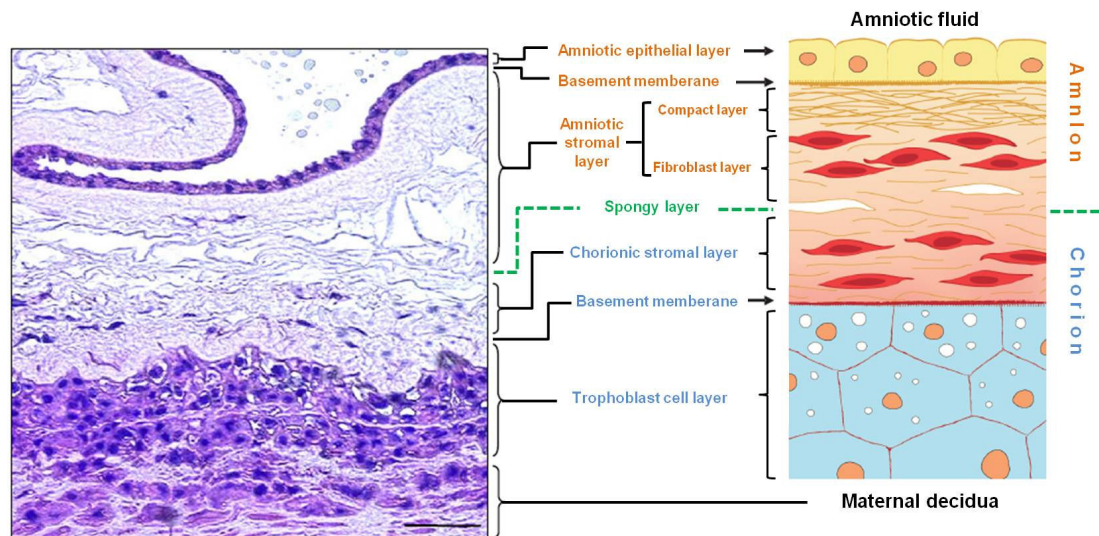 Amniotic fluid
Amniotic epithelial layer
Basement memberane
Compact layer
Amniotic
stromal
layer
Fibroblast layer
Spongy layer
Chorionic stromal layer
Basement memberane
Trophoblast cell layer
Maternal decidua
Amnion
Chorion